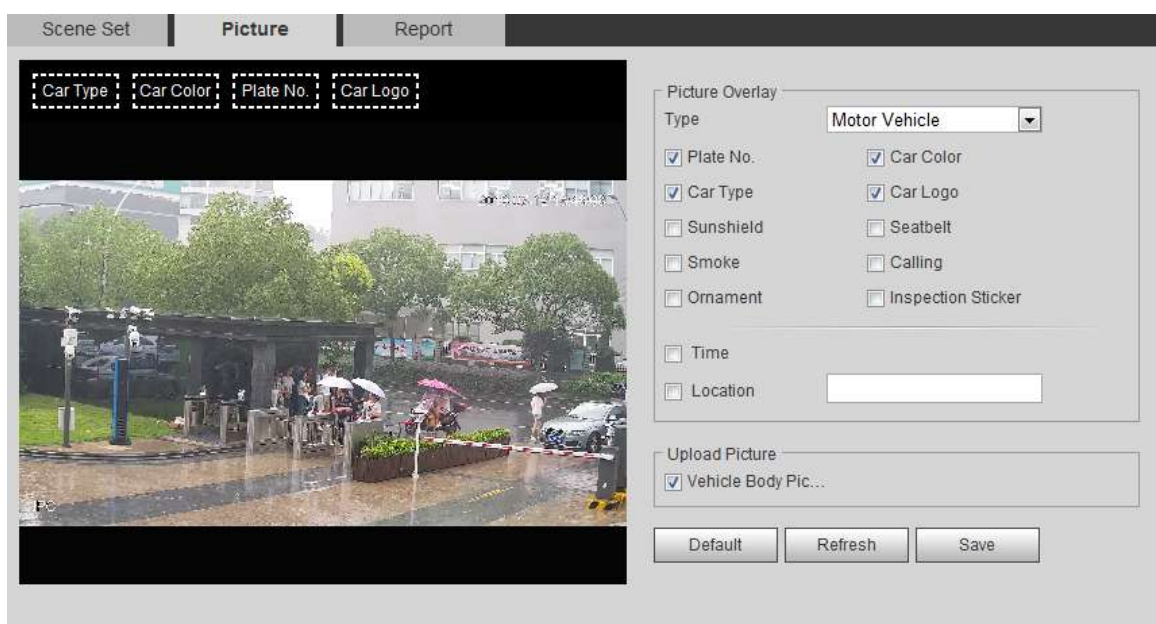 Scene Set Picture Report
Car Type Car Color Plate No. Car Logo
Picture Overlay
Type Motor Vehicle
Plate No. Car Color
Car Type Car Logo
Sunshield Seatbelt
Smoke Calling
Ornament Inspection Sticker
Time
Location
Upload Picture
Vehicle Body Pic...
Default Refresh Save